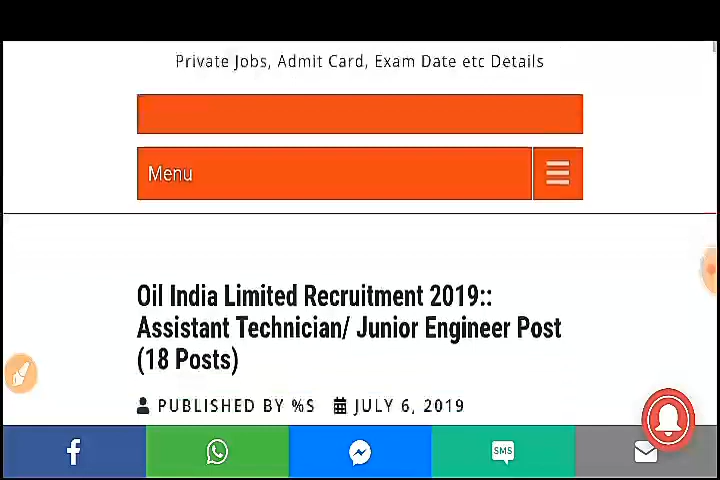 Private Jobs, Admit Card, Exam Date etc Details
Menu
Oil India Limited Recruitment 2019::
Assistant Technician/ Junior Engineer Post
(18 Posts)
PUBLISHED BY %S JULY 6, 2019
f
SMS